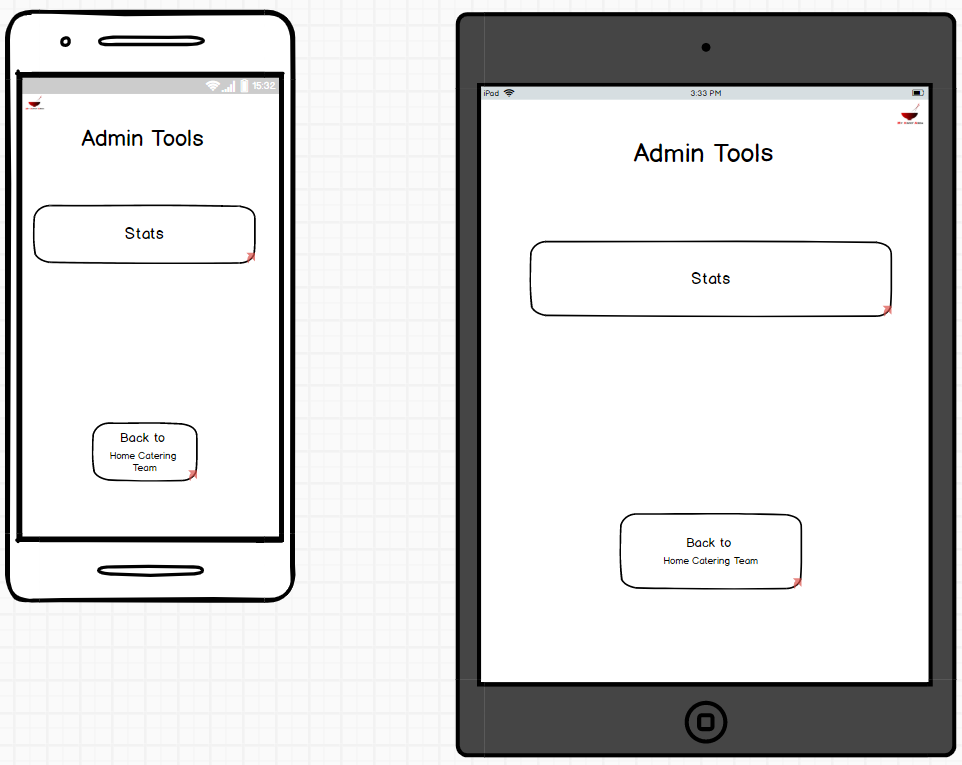 15:32
Admin Tools
Stats
Back to
Home Catering
Team
iPad
3:33 PM
Admin Tools
Stats
Back to
Home Catering Team